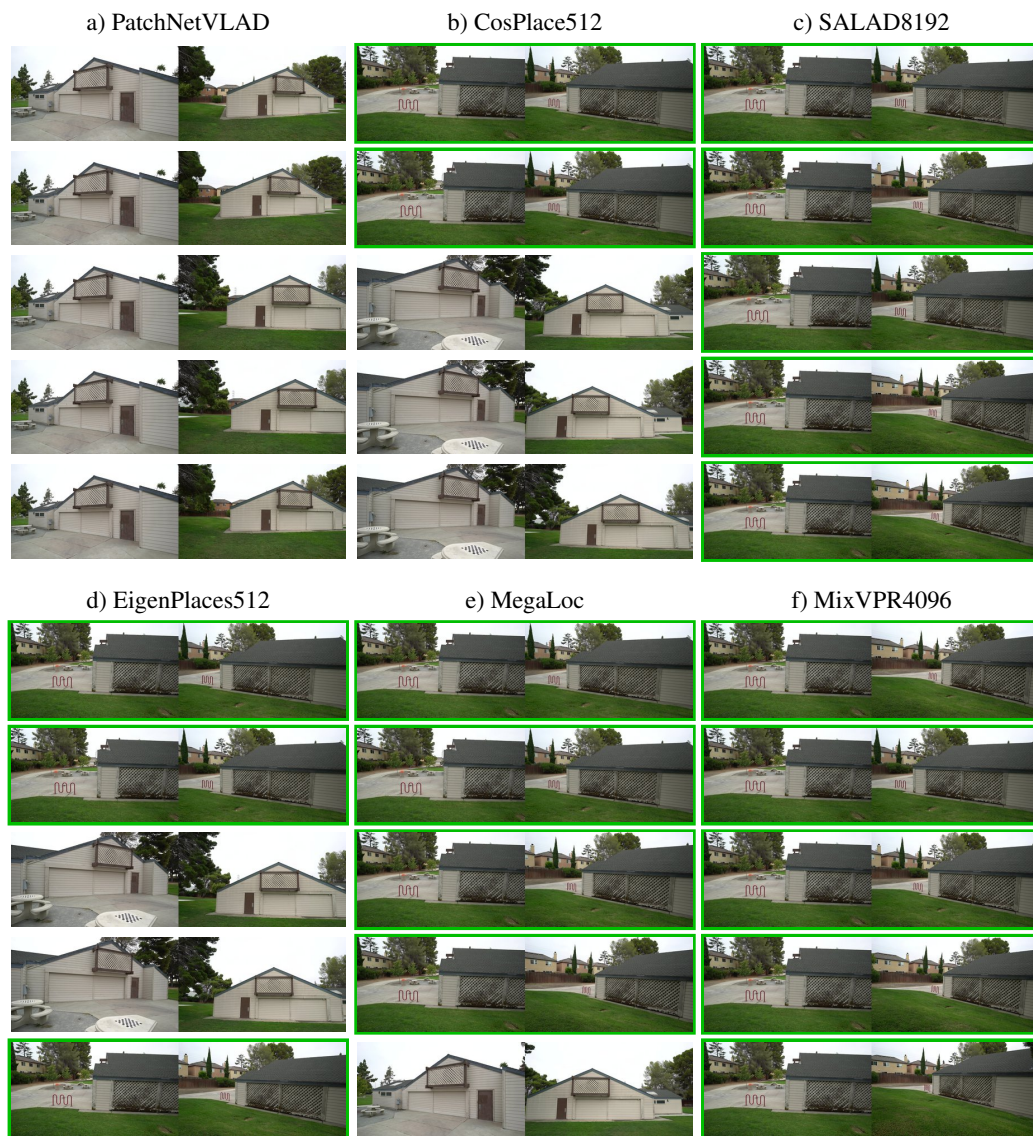 a) PatchNetVLAD
b) CosPlace512
c) SALAD8192
d) EigenPlaces512
e) MegaLoc
f) MixVPR4096